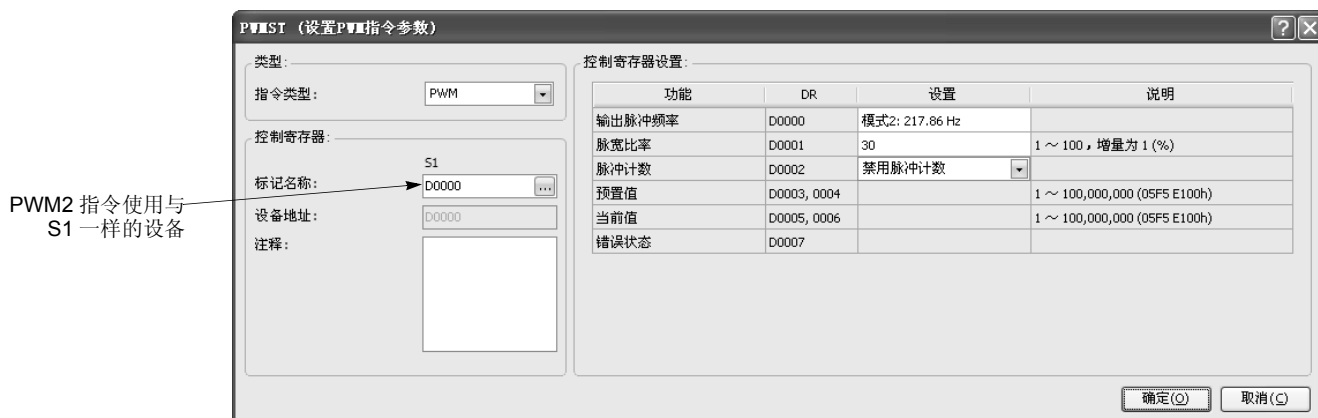 PWMST (设置PWM指令参数)
类型:
指令类型: PWM
控制寄存器:
S1
标记名称: D0000 ...
设备地址: D0000
注释:
PWM2 指令使用与
S1 一样的设备
控制寄存器设置:
功能 DR 设置 说明
输出脉冲频率 D0000 模式2: 217.86 Hz
脉宽比率 D0001 30 1 ~ 100，增量为 1 (%)
脉冲计数 D0002 禁用脉冲计数
预置值 D0003, 0004 1 ~ 100,000,000 (05F5 E100h)
当前值 D0005, 0006 1 ~ 100,000,000 (05F5 E100h)
错误状态 D0007
确定(O) 取消(C)